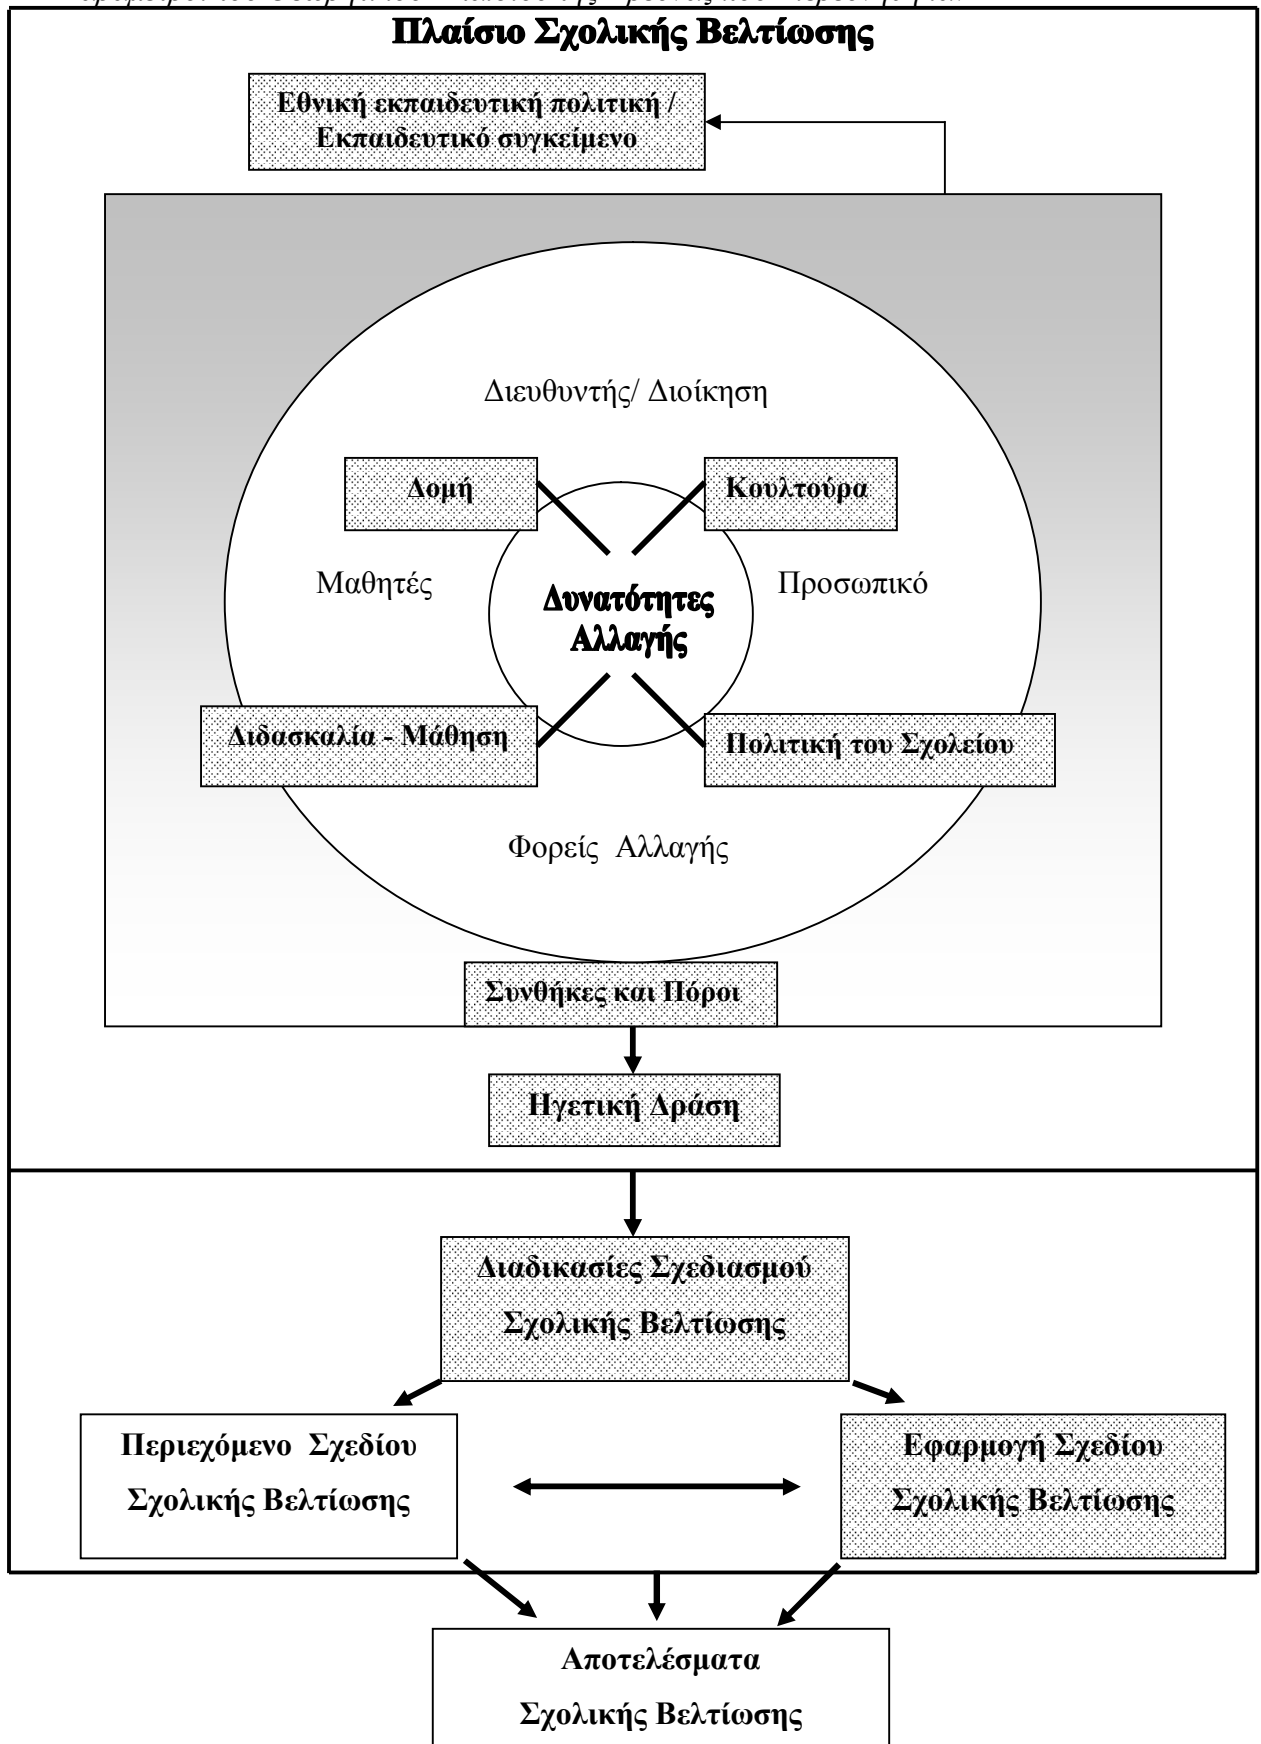 Πλαίσιο Σχολικής Βελτίωσης
Εθνική εκπαιδευτική πολιτική /
Εκπαιδευτικό συγκείμενο
Διευθυντής/ Διοίκηση
Δομή
Κουλτούρα
Μαθητές
Προσωπικό
Δυνατότητες
Αλλαγής
Διδασκαλία - Μάθηση
Πολιτική του Σχολείου
Φορείς Αλλαγής
Συνθήκες και Πόροι
Ηγετική Δράση
Διαδικασίες Σχεδιασμού
Σχολικής Βελτίωσης
Περιεχόμενο Σχεδίου
Σχολικής Βελτίωσης
Εφαρμογή Σχεδίου
Σχολικής Βελτίωσης
Αποτελέσματα
Σχολικής Βελτίωσης